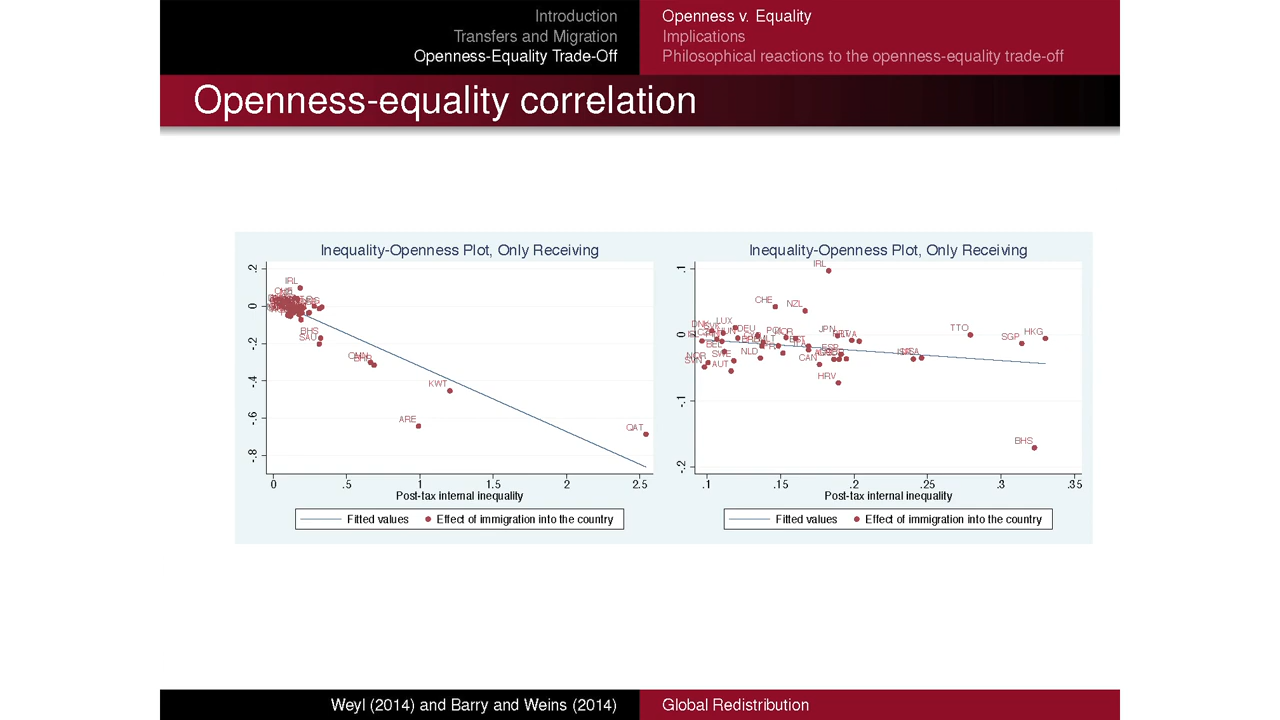 Introduction
Transfers and Migration
Openness-Equality Trade-Off
Openness v. Equality
Implications
Philosophical reactions to the openness-equality trade-off
Openness-equality correlation
Inequality-Openness Plot, Only Receiving
.2
0
-.2
-.4
-.6
-.8
IRL
CHE
BHS
SAU
KWT
ARE
QAT
0
.5
1
1.5
2
2.5
Post-tax internal inequality
Fitted values
Effect of immigration into the country
Inequality-Openness Plot, Only Receiving
.1
0
-.1
-.2
IRL
CHE
NZL
LUX
JPN
TTO
SGP
HKG
NLD
CAN
AUT
HRV
BHS
.1
.15
.2
.25
.3
.35
Post-tax internal inequality
Fitted values
Effect of immigration into the country
Weyl (2014) and Barry and Weins (2014)
Global Redistribution